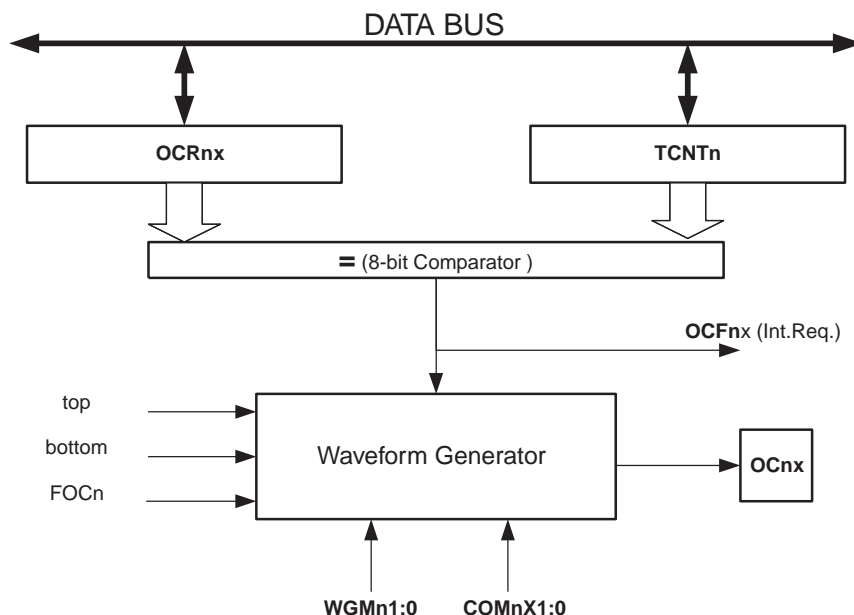 DATA BUS
OCRnx
TCNTn
= (8-bit Comparator )
OCFnx (Int.Req.)
top
bottom
FOCn
Waveform Generator
OCnx
WGMn1:0
COMnX1:0